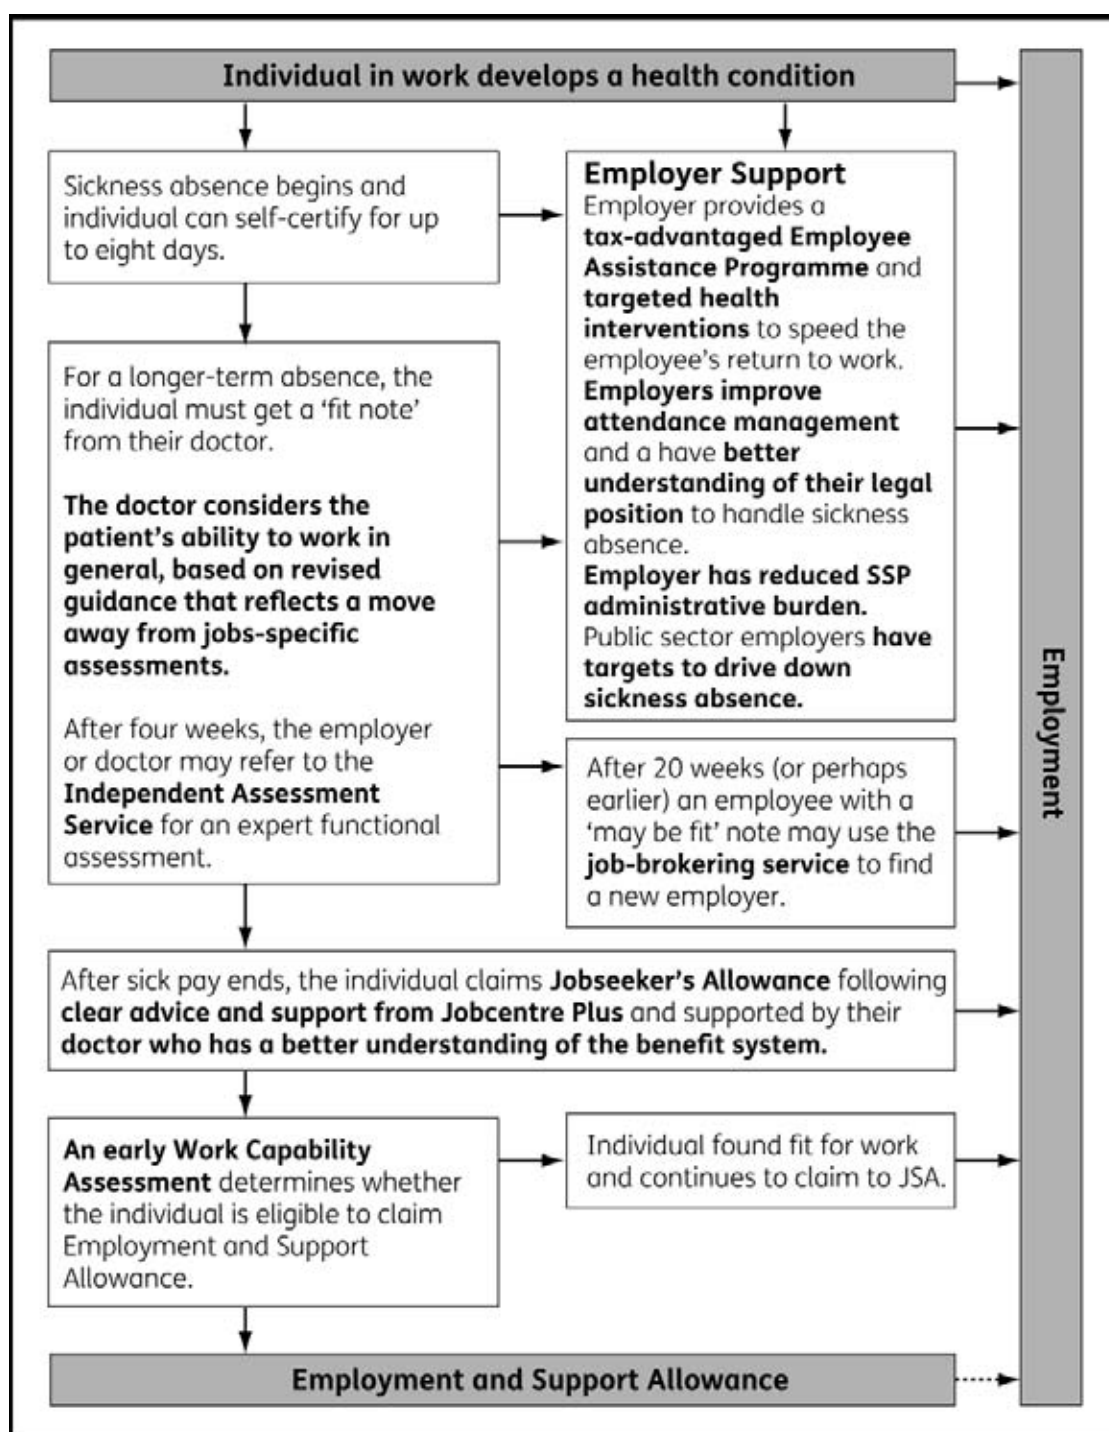 Individual in work develops a health condition
Sickness absence begins and
individual can self-certify for up
to eight days.
Employer Support
Employer provides a
tax-advantaged Employee
Assistance Programme and
targeted health
interventions to speed the
employee's return to work.
Employers improve
attendance management
and a have better
understanding of their legal
position to handle sickness
absence.
Employer has reduced SSP
administrative burden.
Public sector employers have
targets to drive down
sickness absence.
For a longer-term absence, the
individual must get a ‘fit note’
from their doctor.
The doctor considers the
patient's ability to work in
general, based on revised
guidance that reflects a move
away from jobs-specific
assessments.
After four weeks, the employer
or doctor may refer to the
Independent Assessment
Service for an expert functional
assessment.
After 20 weeks (or perhaps
earlier) an employee with a
‘may be fit’ note may use the
job-brokering service to find
a new employer.
After sick pay ends, the individual claims Jobseeker's Allowance following
clear advice and support from Jobcentre Plus and supported by their
doctor who has a better understanding of the benefit system.
An early Work Capability
Assessment determines whether
the individual is eligible to claim
Employment and Support
Allowance.
Individual found fit for work
and continues to claim to JSA.
Employment and Support Allowance
Employment